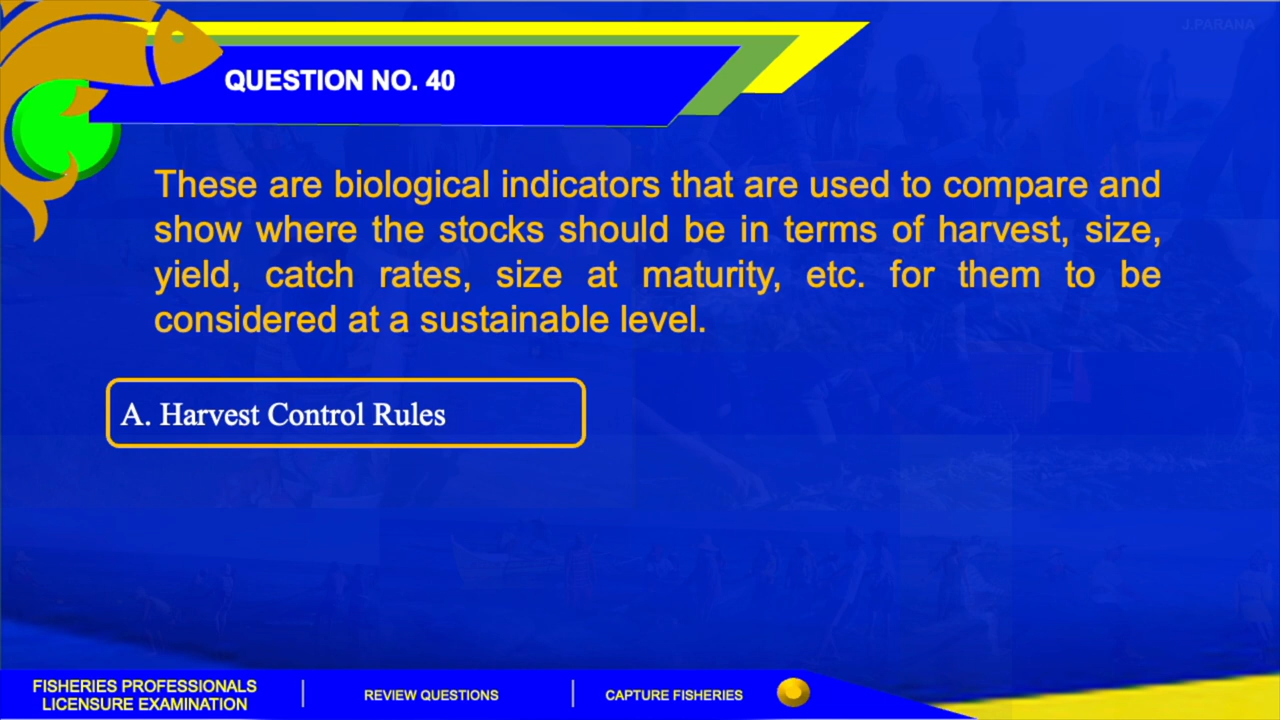 J.PARANA
QUESTION NO. 40
These are biological indicators that are used to compare and
show where the stocks should be in terms of harvest, size,
yield, catch rates, size at maturity, etc. for them to be
considered at a sustainable level.
A. Harvest Control Rules
FISHERIES PROFESSIONALS
LICENSURE EXAMINATION
REVIEW QUESTIONS
CAPTURE FISHERIES